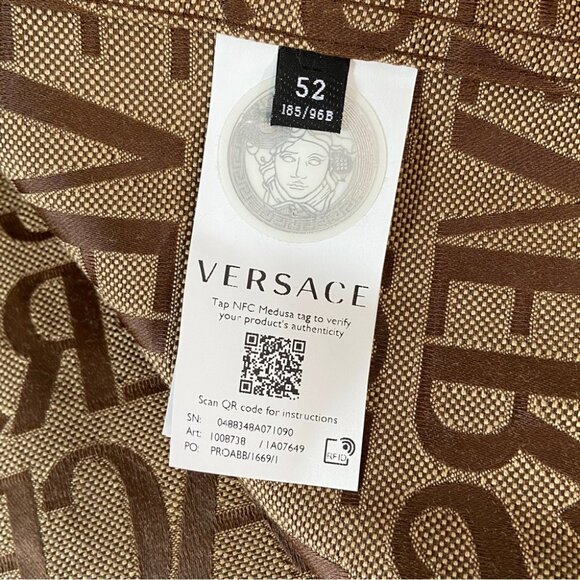 52
185/96B
VERSACE
Tap NFC Medusa tag to verify
your product's authenticity
Scan QR code for instructions
SN: 0488348A071090
Art: 1008738 / 1A07649
PO: PROABB/1669/1
RFID